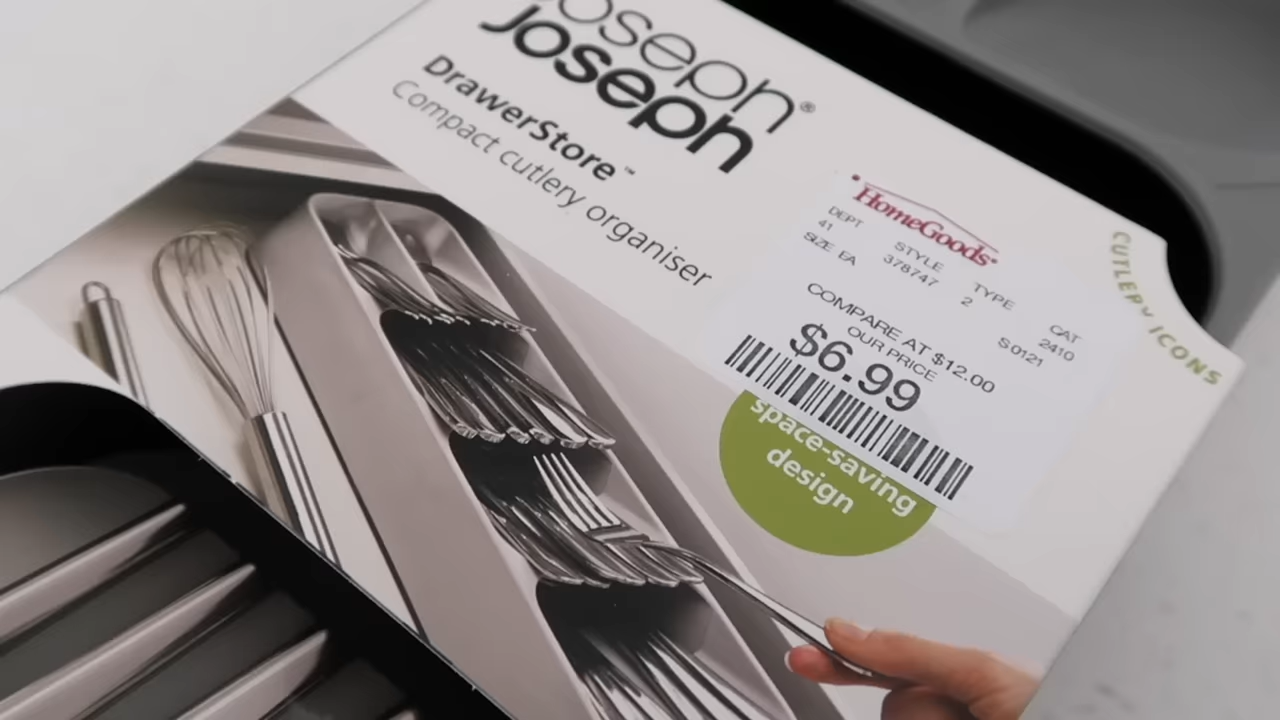 Joseph®
Joseph
DrawerStore™
Compact cutlery organiser
HomeGoods®
DEPT STYLE TYPE CAT
41 378747 2 2410
SIZE EA S0121
COMPARE AT $12.00
OUR PRICE
$6.99
space-saving
design
CUTLERY ICONS